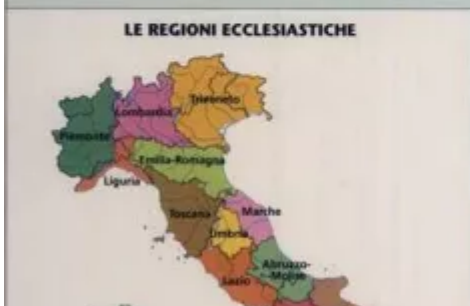 LE REGIONI ECCLESIASTICHE
Triveneto
Lombardia
Piemonte
Emilia-Romagna
Liguria
Toscana
Marche
Umbria
Abruzzo-
Molise
Lazio